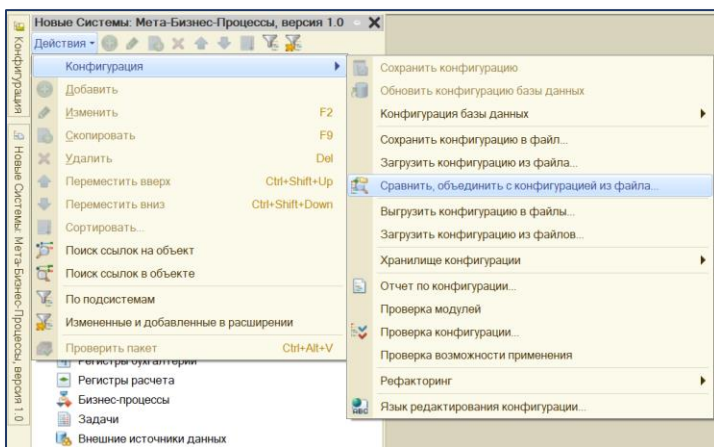 Новые Системы: Мета-Бизнес-Процессы, версия 1.0
Действия
Конфигурация
Добавить
Изменить F2
Скопировать F9
Удалить Del
Переместить вверх Ctrl+Shift+Up
Переместить вниз Ctrl+Shift+Down
Сортировать...
Поиск ссылок на объект
Поиск ссылок в объекте
По подсистемам
Измененные и добавленные в расширении
Проверить пакет Ctrl+Alt+V
Регистры бухгалтерии
Регистры расчета
Бизнес-процессы
Задачи
Внешние источники данных
Сохранить конфигурацию
Обновить конфигурацию базы данных
Конфигурация базы данных
Сохранить конфигурацию в файл...
Загрузить конфигурацию из файла...
Сравнить, объединить с конфигурацией из файла...
Выгрузить конфигурацию в файлы...
Загрузить конфигурацию из файлов...
Хранилище конфигурации
Отчет по конфигурации...
Проверка модулей
Проверка конфигурации...
Проверка возможности применения
Рефакторинг
Язык редактирования конфигурации...
Конфигурация
Новые Системы: Мета-Бизнес-Процессы, версия 1.0